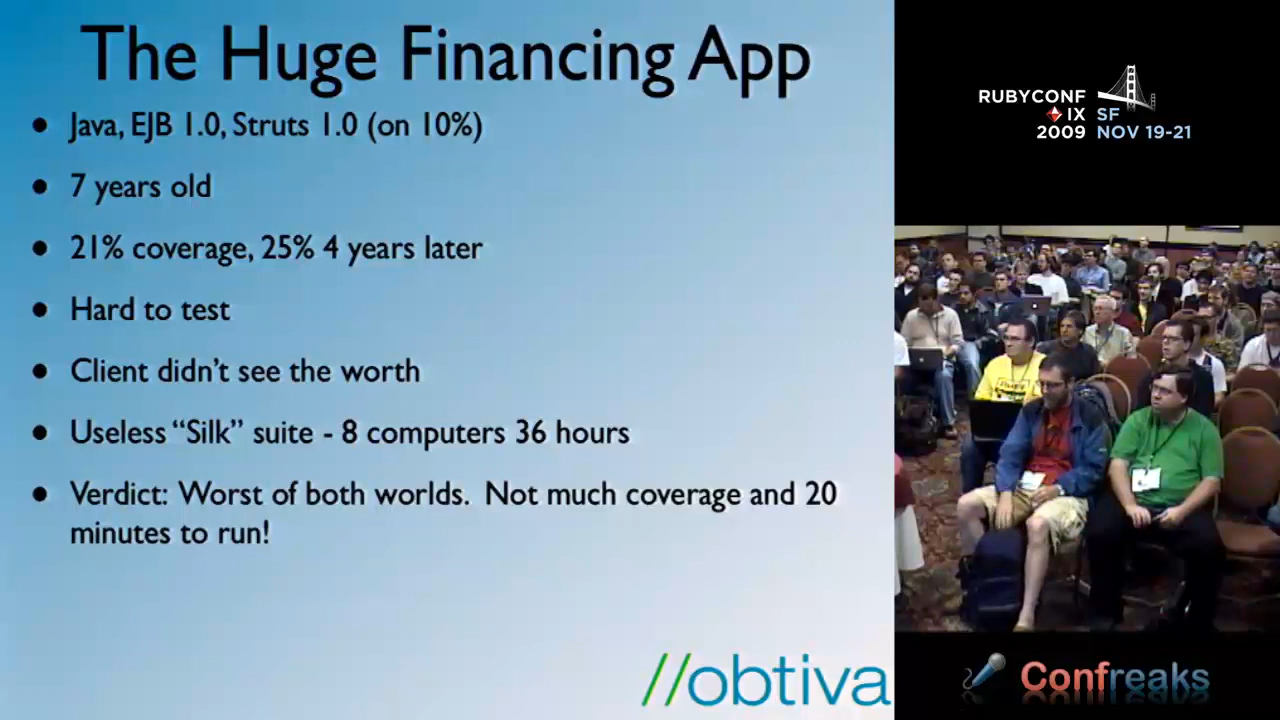 The Huge Financing App
• Java, EJB 1.0, Struts 1.0 (on 10%)
• 7 years old
• 21% coverage, 25% 4 years later
• Hard to test
• Client didn’t see the worth
• Useless “Silk” suite - 8 computers 36 hours
• Verdict: Worst of both worlds.  Not much coverage and 20
minutes to run!
//obtiva
RUBYCONF
IX SF
2009 NOV 19-21
Confreaks